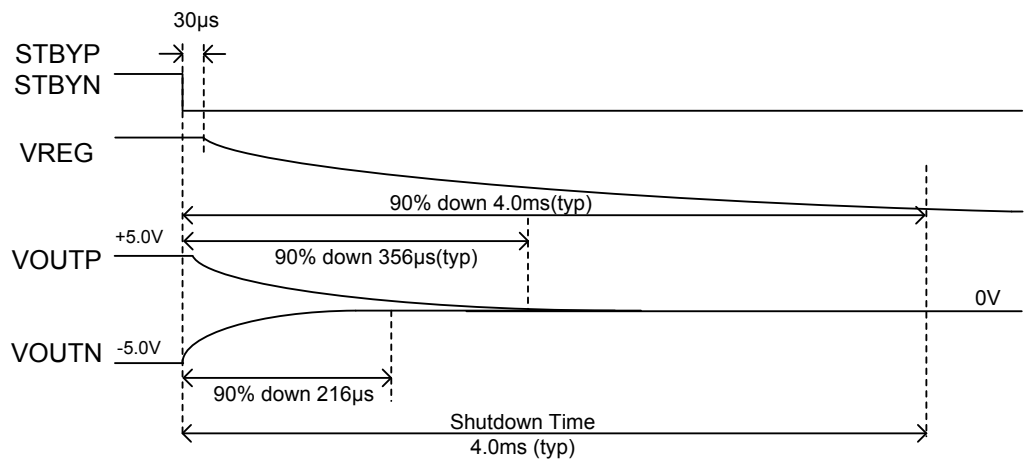 30µs
STBYP
STBYN
VREG
90% down 4.0ms(typ)
+5.0V
VOUTP
90% down 356µs(typ)
0V
VOUTN
-5.0V
90% down 216µs
Shutdown Time
4.0ms (typ)